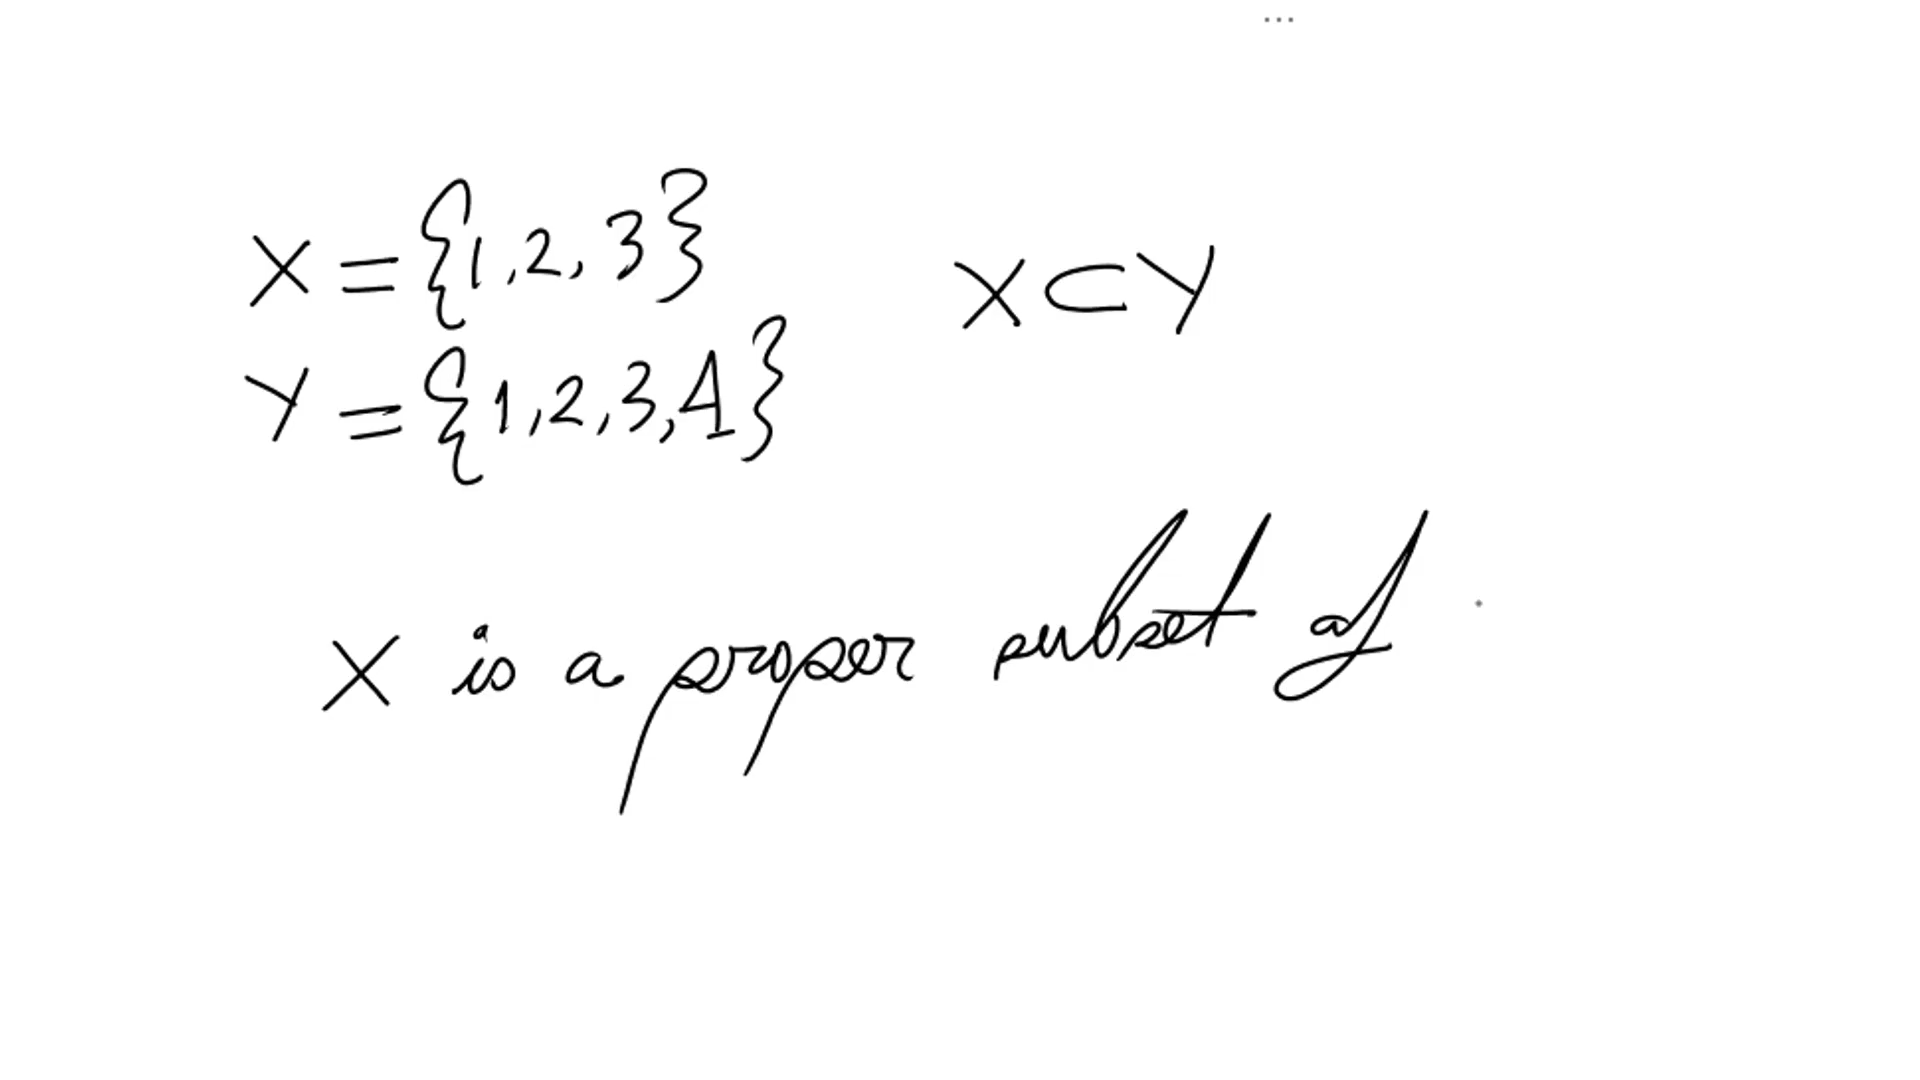 X = {1, 2, 3}
X ⊂ Y
Y = {1, 2, 3, 4}
X is a proper subset of